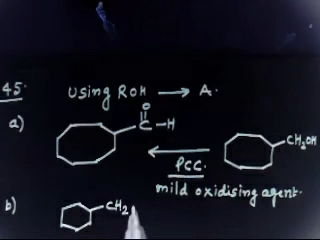 45. using ROH → A.
a) O
C-H
CH₂OH
PCC.
mild oxidising agent.
b) CH₂